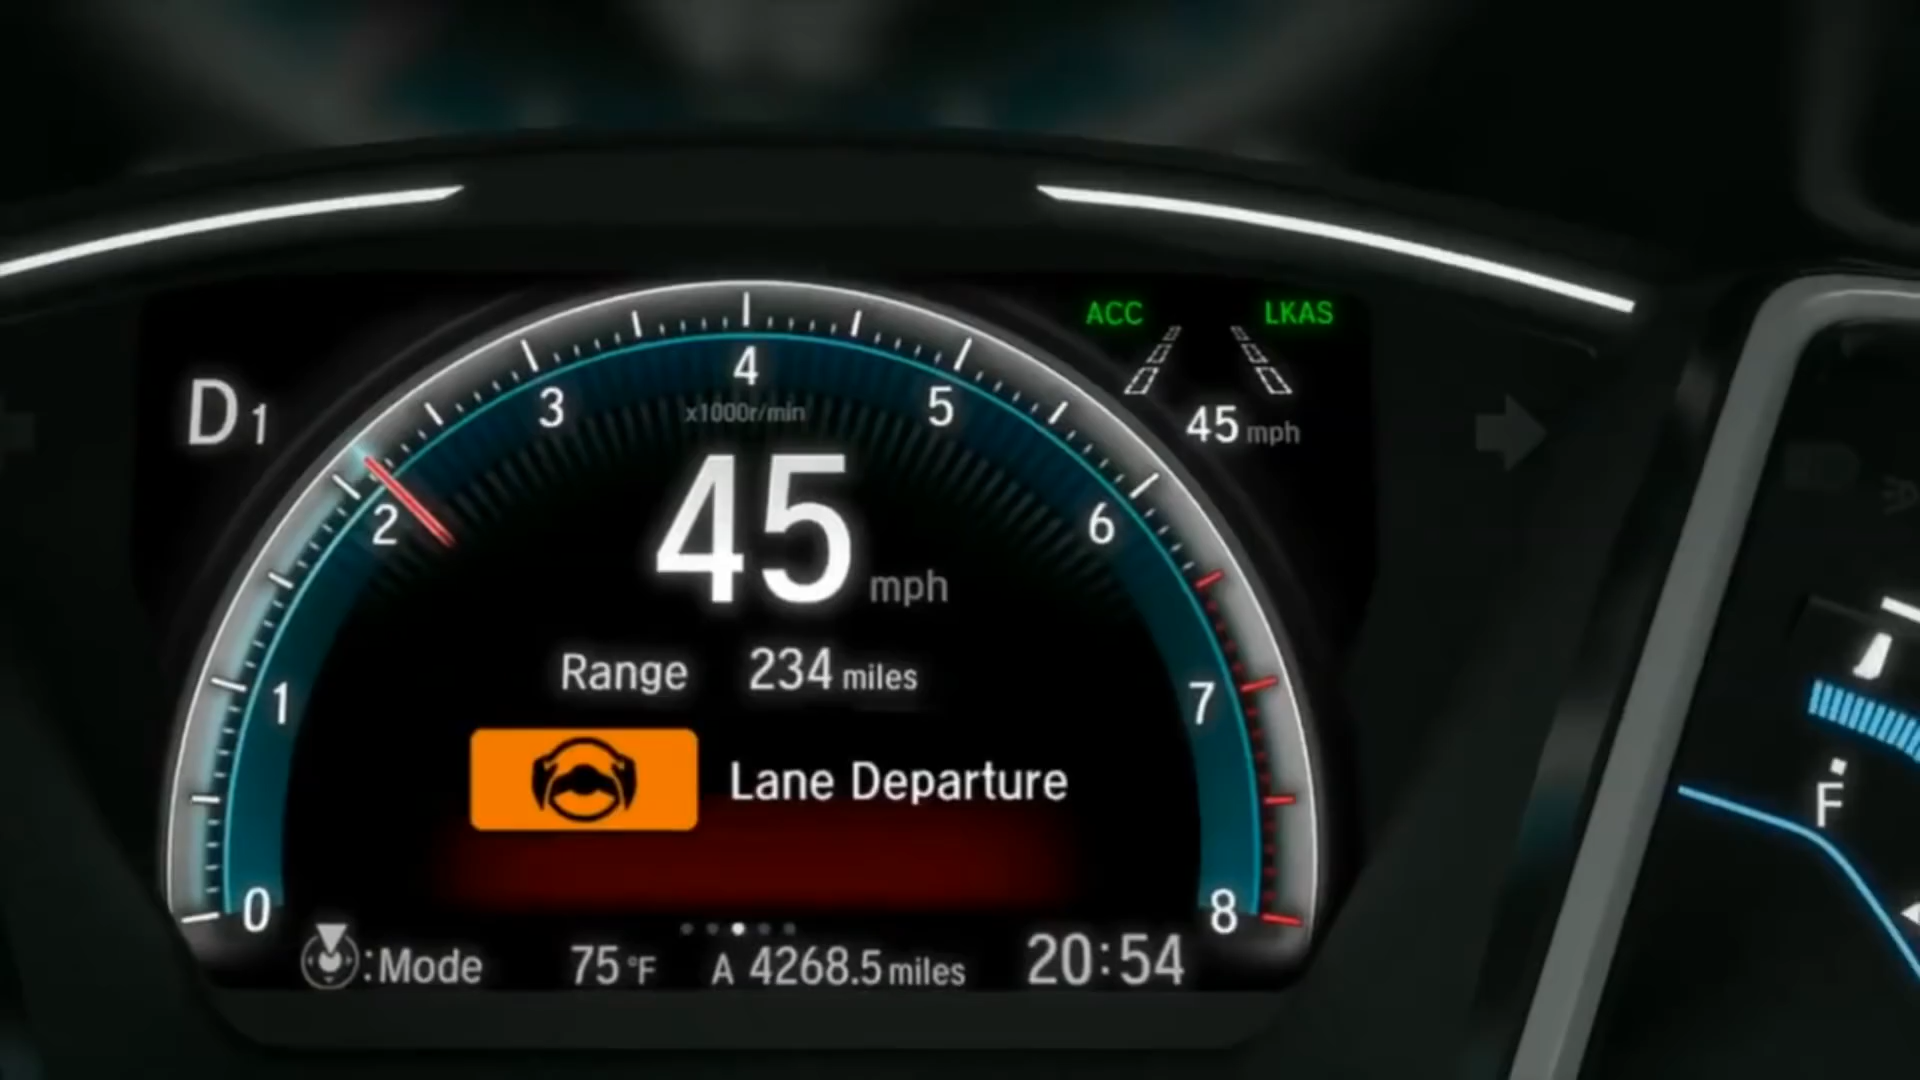 ACC LKAS
4
3 5
x1000r/min
D 1
45 mph
2 6
45 mph
Range 234 miles
1 7
Lane Departure
F
0 8
:Mode 75°F A 4268.5 miles 20:54